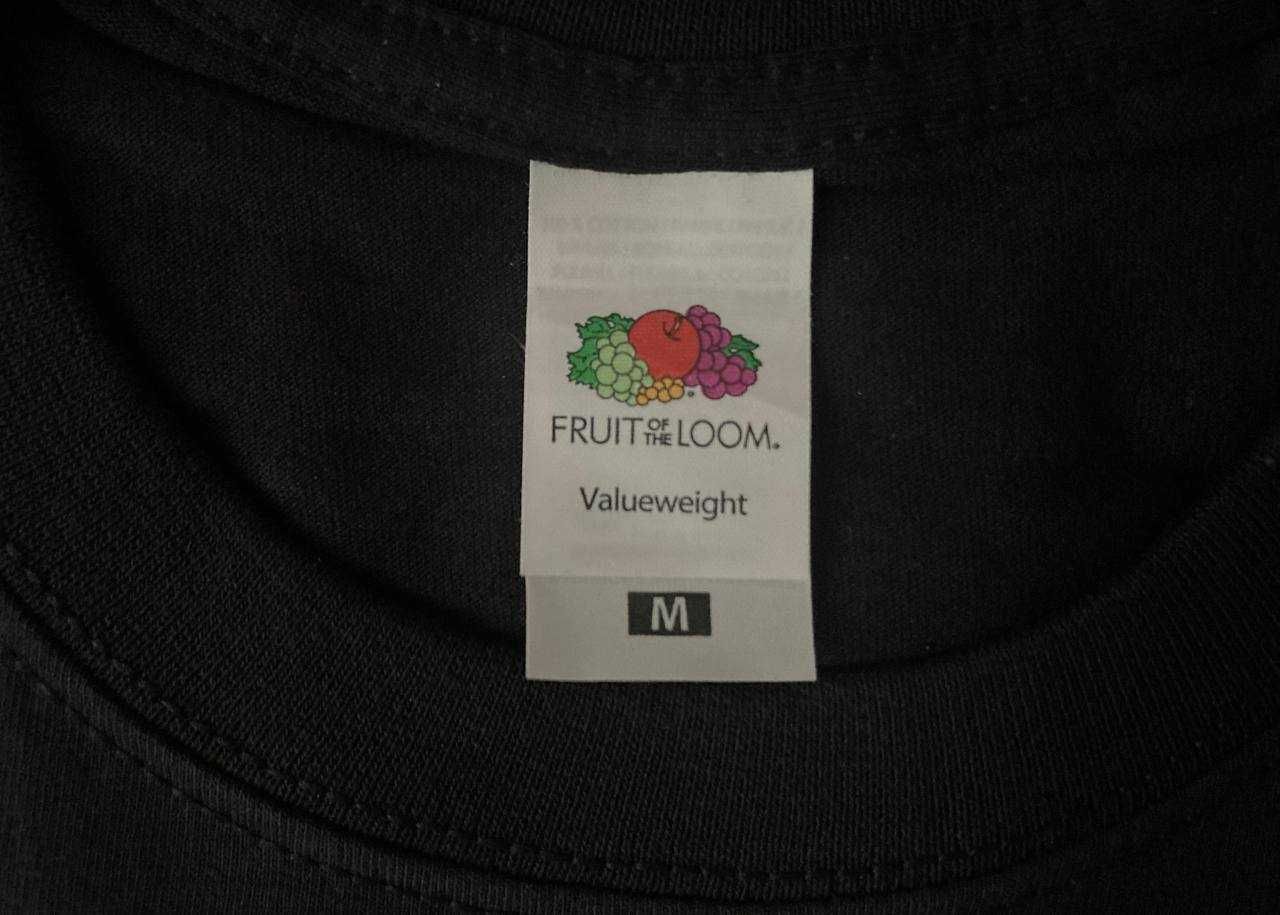 FRUIT OF THE LOOM.
Valueweight
M